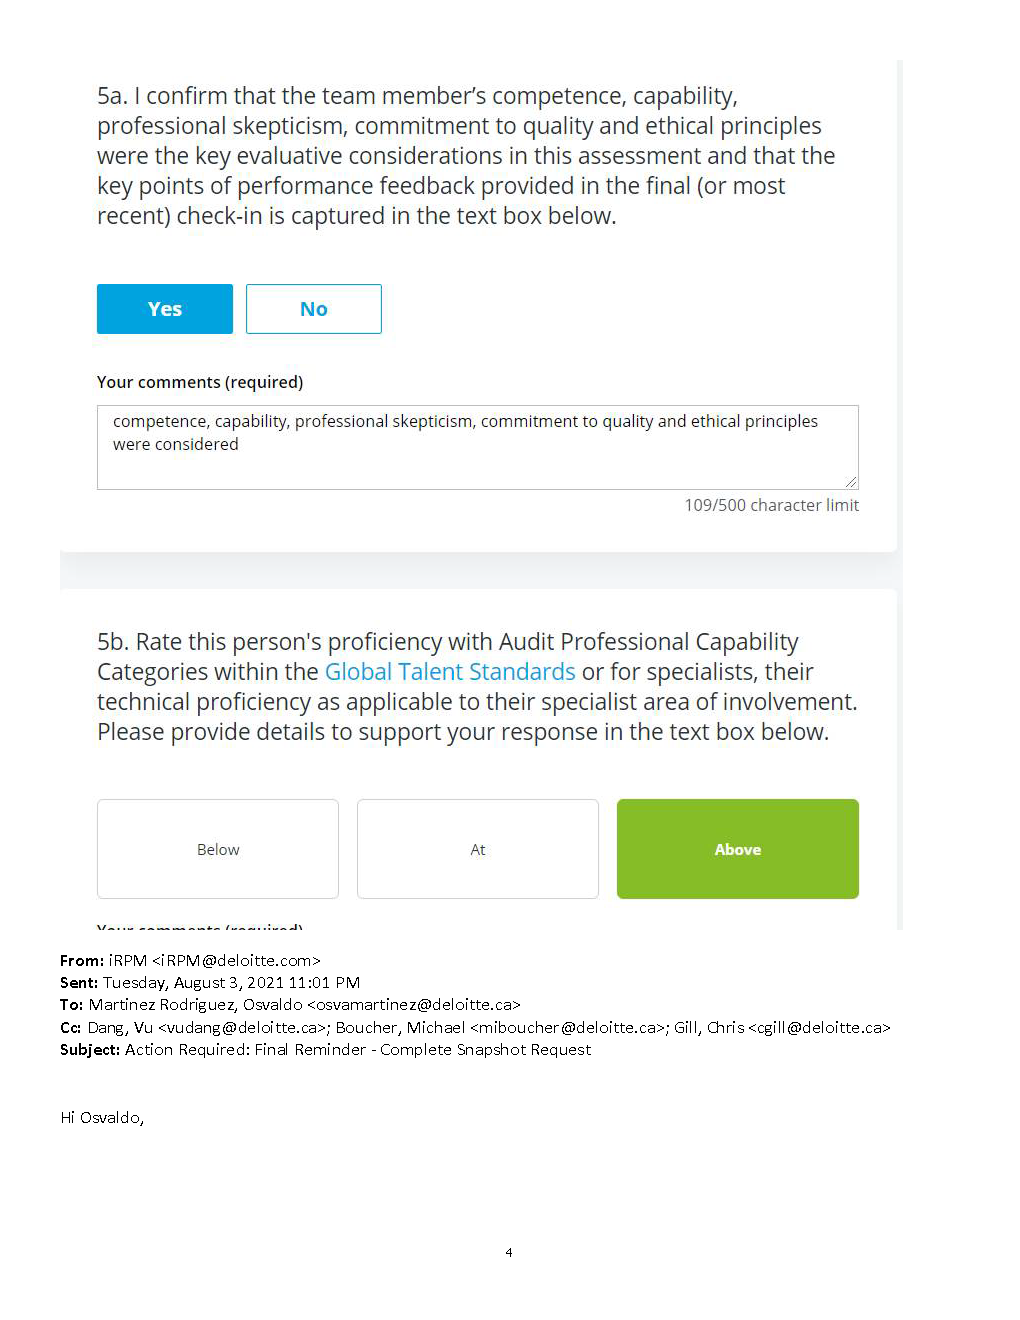 5a. I confirm that the team member’s competence, capability,
professional skepticism, commitment to quality and ethical principles
were the key evaluative considerations in this assessment and that the
key points of performance feedback provided in the final (or most
recent) check-in is captured in the text box below.
Yes No
Your comments (required)
competence, capability, professional skepticism, commitment to quality and ethical principles
were considered
109/500 character limit
5b. Rate this person's proficiency with Audit Professional Capability
Categories within the Global Talent Standards or for specialists, their
technical proficiency as applicable to their specialist area of involvement.
Please provide details to support your response in the text box below.
Below At Above
Your comments (required)
From: iRPM <iRPM@deloitte.com>
Sent: Tuesday, August 3, 2021 11:01 PM
To: Martinez Rodriguez, Osvaldo <osvamartinez@deloitte.ca>
Cc: Dang, Vu <vudang@deloitte.ca>; Boucher, Michael <miboucher@deloitte.ca>; Gill, Chris <cgill@deloitte.ca>
Subject: Action Required: Final Reminder - Complete Snapshot Request
Hi Osvaldo,
4